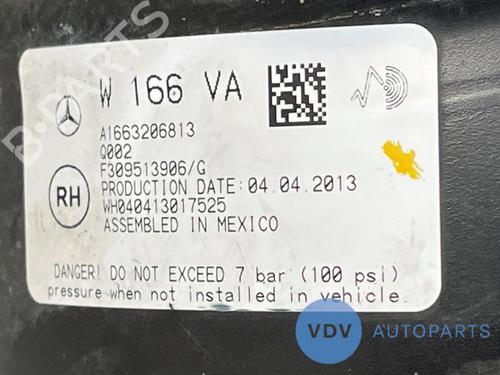 W 166 VA
A1663206813
Q002
F309513906/G
RH
PRODUCTION DATE: 04.04.2013
WH040413017525
ASSEMBLED IN MEXICO
DANGER! DO NOT EXCEED 7 bar (100 psi)
pressure when not installed in vehicle.
B-PARTS
VDV AUTOPARTS